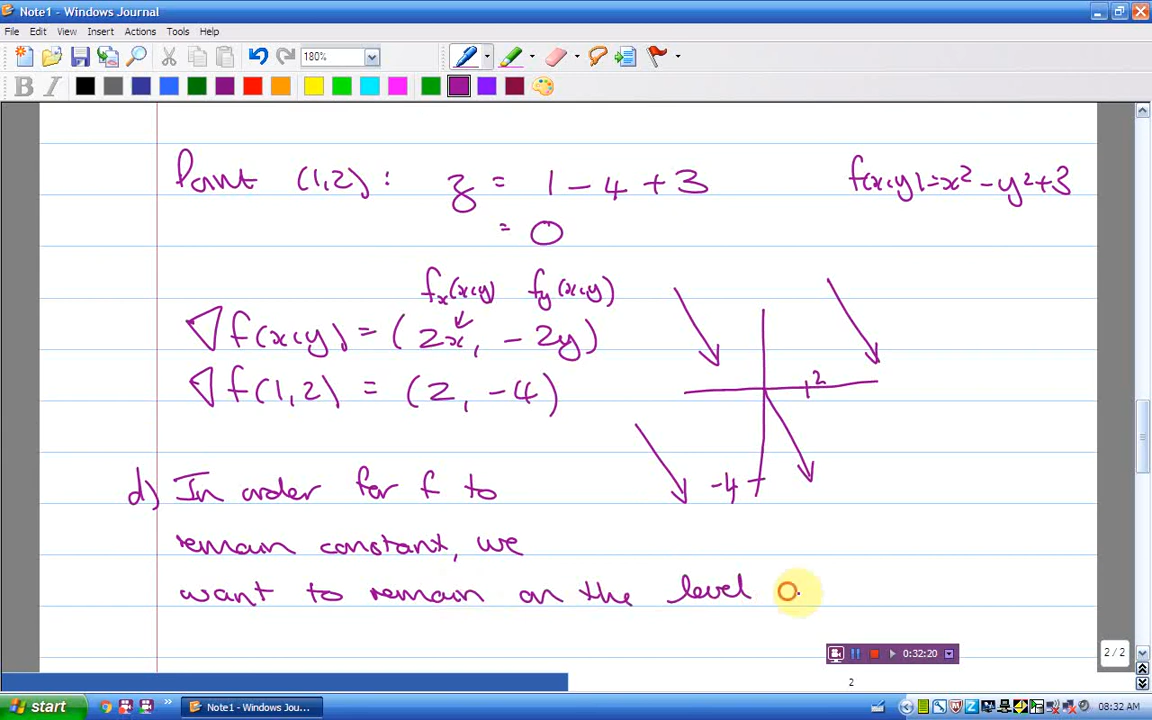 Note1 - Windows Journal
File Edit View Insert Actions Tools Help
180%
B I
Point (1,2) : z = 1 - 4 + 3
f(x,y) = x² - y² + 3
= 0
fx(x,y) fy(x,y)
∇f(x,y) = (2x, -2y)
∇f(1,2) = (2, -4)
2
-4
d) In order for f to
remain constant, we
want to remain on the level
0:32:20
2 / 2
2
start
Note1 - Windows Jou...
08:32 AM